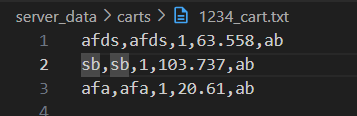 server_data > carts > 1234_cart.txt
1 afds,afds,1,63.558,ab
2 sb,sb,1,103.737,ab
3 afa,afa,1,20.61,ab
4